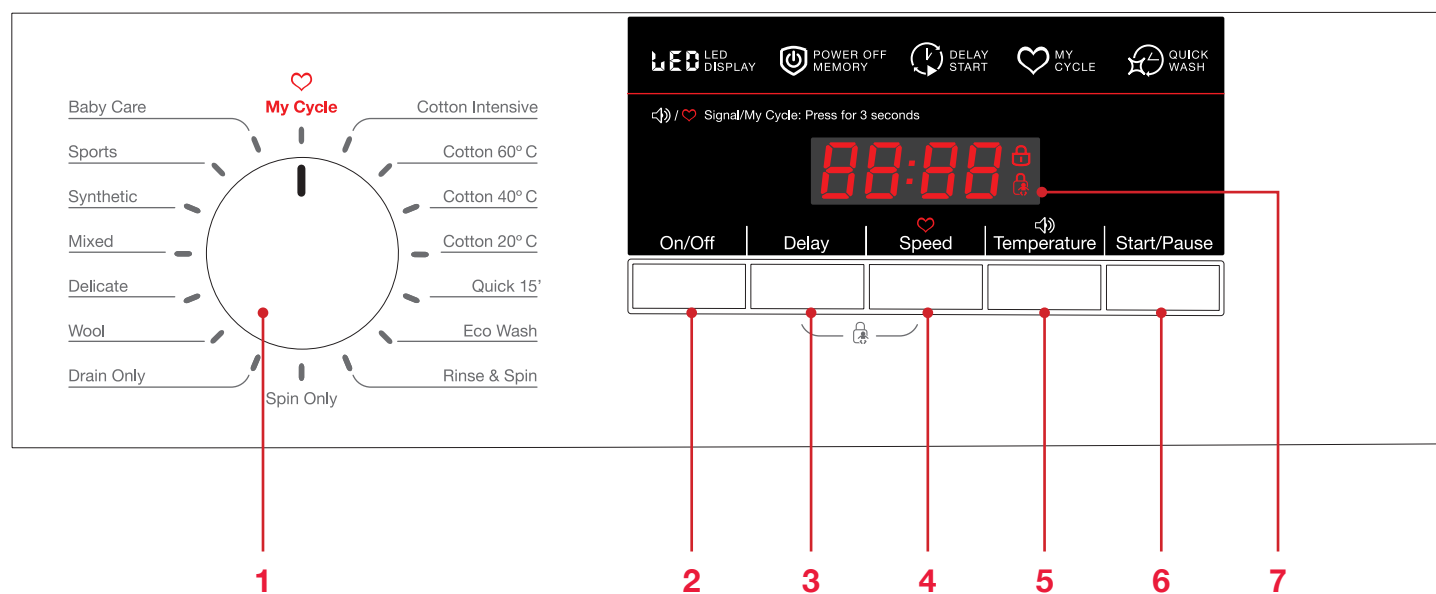 My Cycle
Baby Care
Sports
Synthetic
Mixed
Delicate
Wool
Drain Only
Spin Only
Cotton Intensive
Cotton 60º C
Cotton 40º C
Cotton 20º C
Quick 15’
Eco Wash
Rinse & Spin
LED LED
DISPLAY
POWER OFF
MEMORY
DELAY
START
MY
CYCLE
QUICK
WASH
/ Signal/My Cycle: Press for 3 seconds
88:88
On/Off Delay Speed Temperature Start/Pause
1 2 3 4 5 6 7